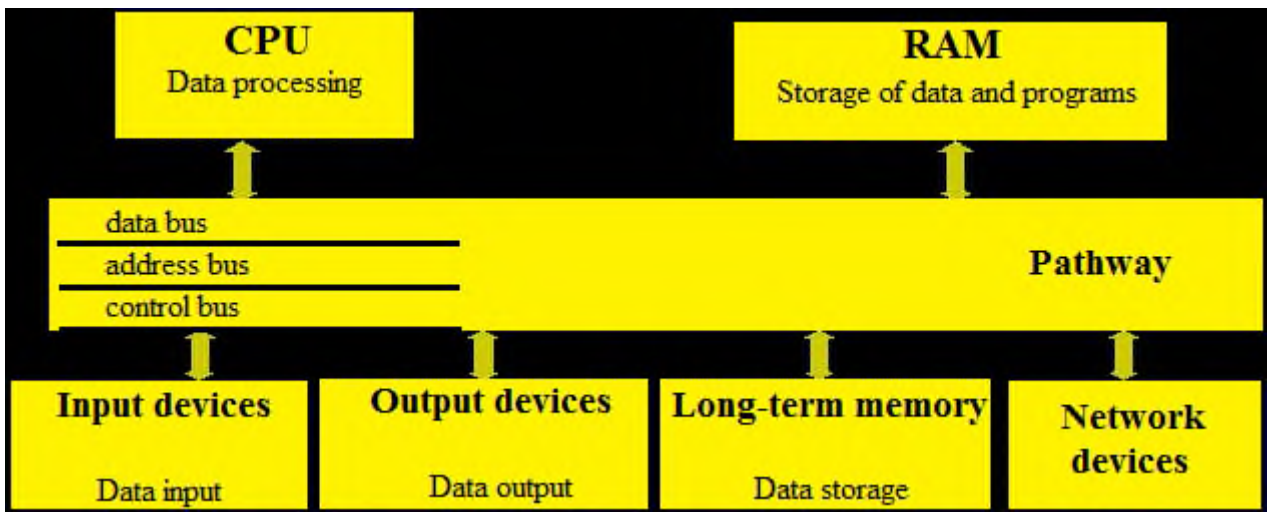 CPU
Data processing
RAM
Storage of data and programs
data bus
address bus
control bus
Pathway
Input devices
Data input
Output devices
Data output
Long-term memory
Data storage
Network
devices